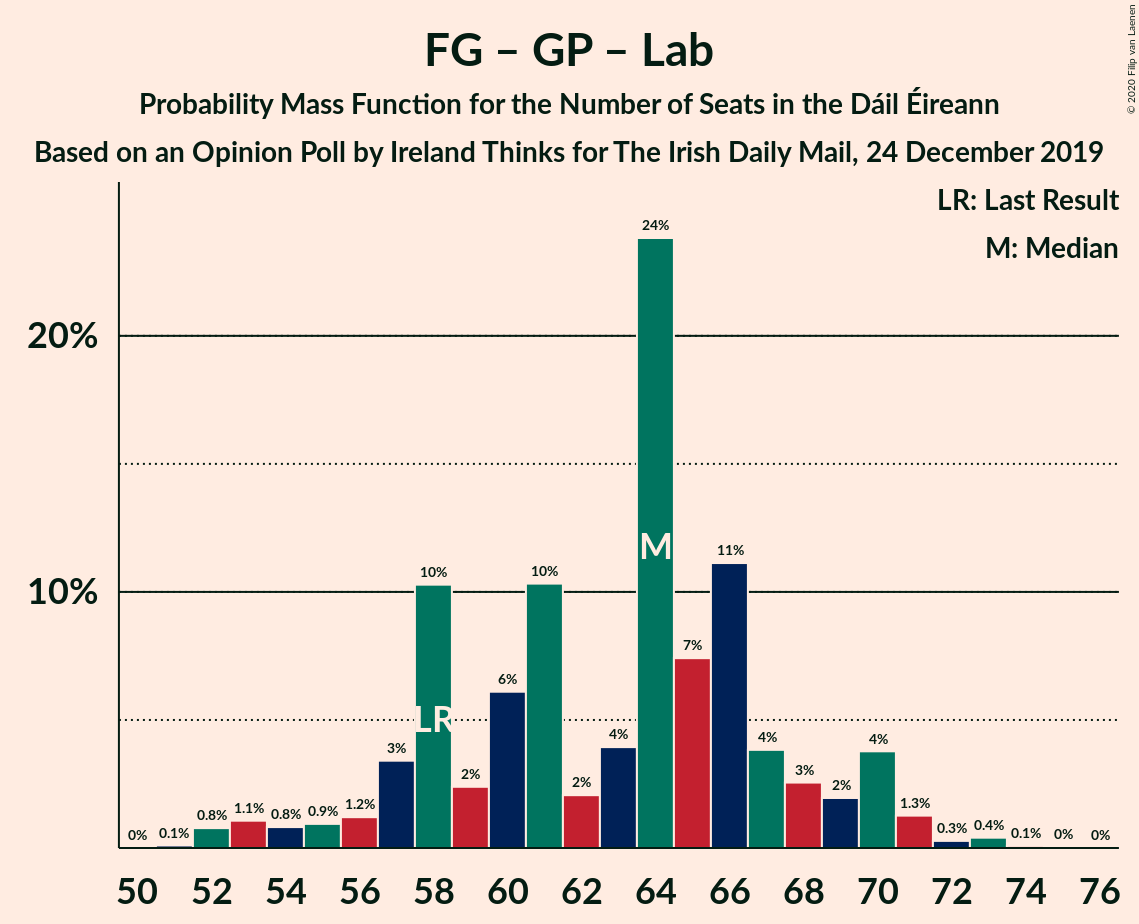 FG – GP – Lab
Probability Mass Function for the Number of Seats in the Dáil Éireann
Based on an Opinion Poll by Ireland Thinks for The Irish Daily Mail, 24 December 2019
© 2020 Filip van Laenen
LR: Last Result
M: Median
20%
10%
0% 0.1% 0.8% 1.1% 0.8% 0.9% 1.2% 3% 10% 2% 6% 10% 2% 4% 24% 7% 11% 4% 3% 2% 4% 1.3% 0.3% 0.4% 0.1% 0% 0%
M
LR
50 52 54 56 58 60 62 64 66 68 70 72 74 76